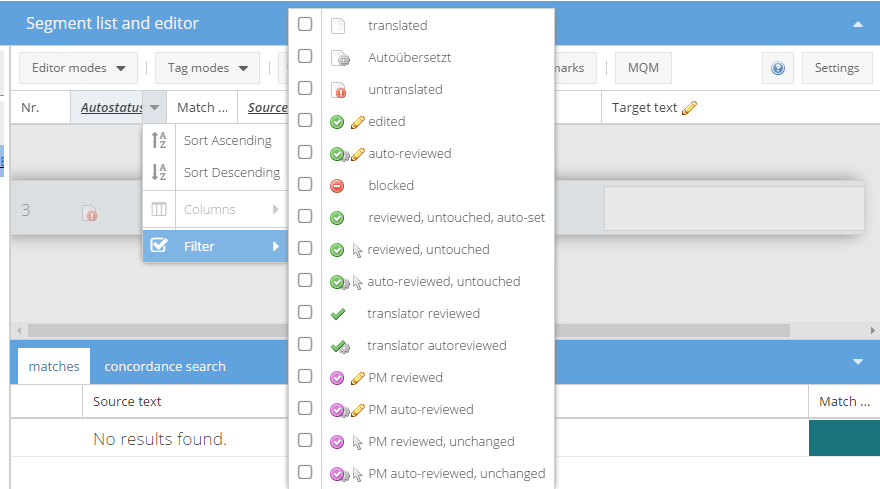 Segment list and editor
Editor modes
Tag modes
marks
MQM
Settings
Nr.
Autostatus
Match ...
Source
Target text
Sort Ascending
Sort Descending
Columns
Filter
3
translated
Autoübersetzt
untranslated
edited
auto-reviewed
blocked
reviewed, untouched, auto-set
reviewed, untouched
auto-reviewed, untouched
translator reviewed
translator autoreviewed
PM reviewed
PM auto-reviewed
PM reviewed, unchanged
PM auto-reviewed, unchanged
matches
concordance search
Source text
Match ...
No results found.